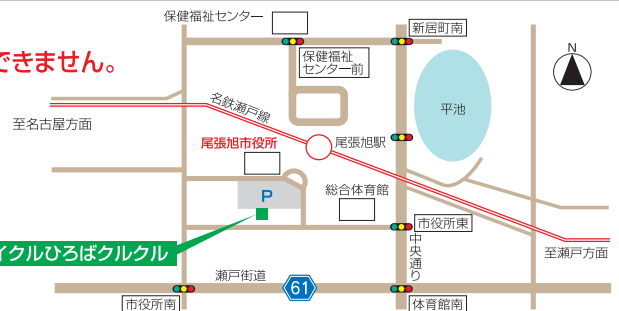 保健福祉センター
新居町南
N
保健福祉
センター前
できません。
名鉄瀬戸線
平池
至名古屋方面
尾張旭市役所
尾張旭駅
総合体育館
P
市役所東
イクルひろばクルクル
中央通り
至瀬戸方面
瀬戸街道
61
市役所南
体育館南